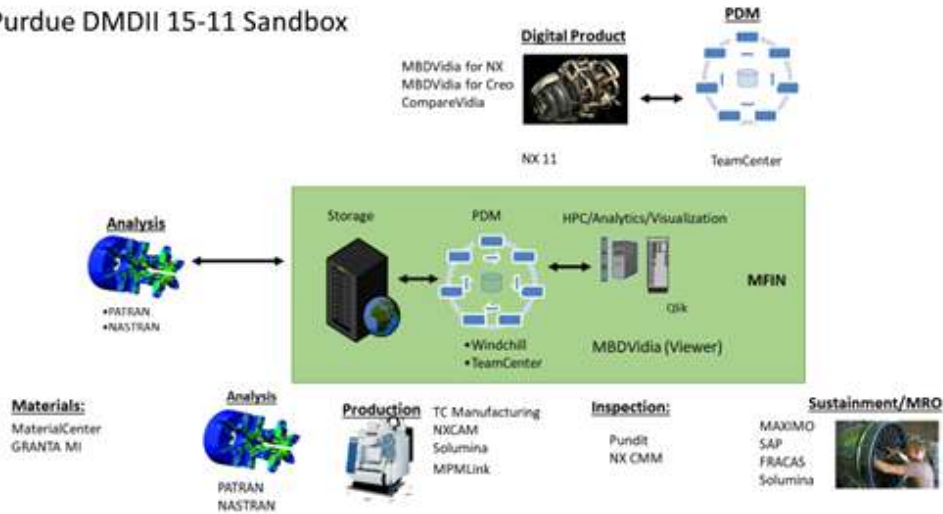 Purdue DMDII 15-11 Sandbox
PDM
Digital Product
MBDVidia for NX
MBDVidia for Creo
CompareVidia
NX 11
TeamCenter
Analysis
•PATRAN
•NASTRAN
Storage
PDM
HPC/Analytics/Visualization
MFIN
Qlik
•Windchill
•TeamCenter
MBDVidia (Viewer)
Materials:
MaterialCenter
GRANTA MI
Analysis
PATRAN
NASTRAN
Production
TC Manufacturing
NXCAM
Solumina
MPMLink
Inspection:
Pundit
NX CMM
Sustainment/MRO
MAXIMO
SAP
FRACAS
Solumina